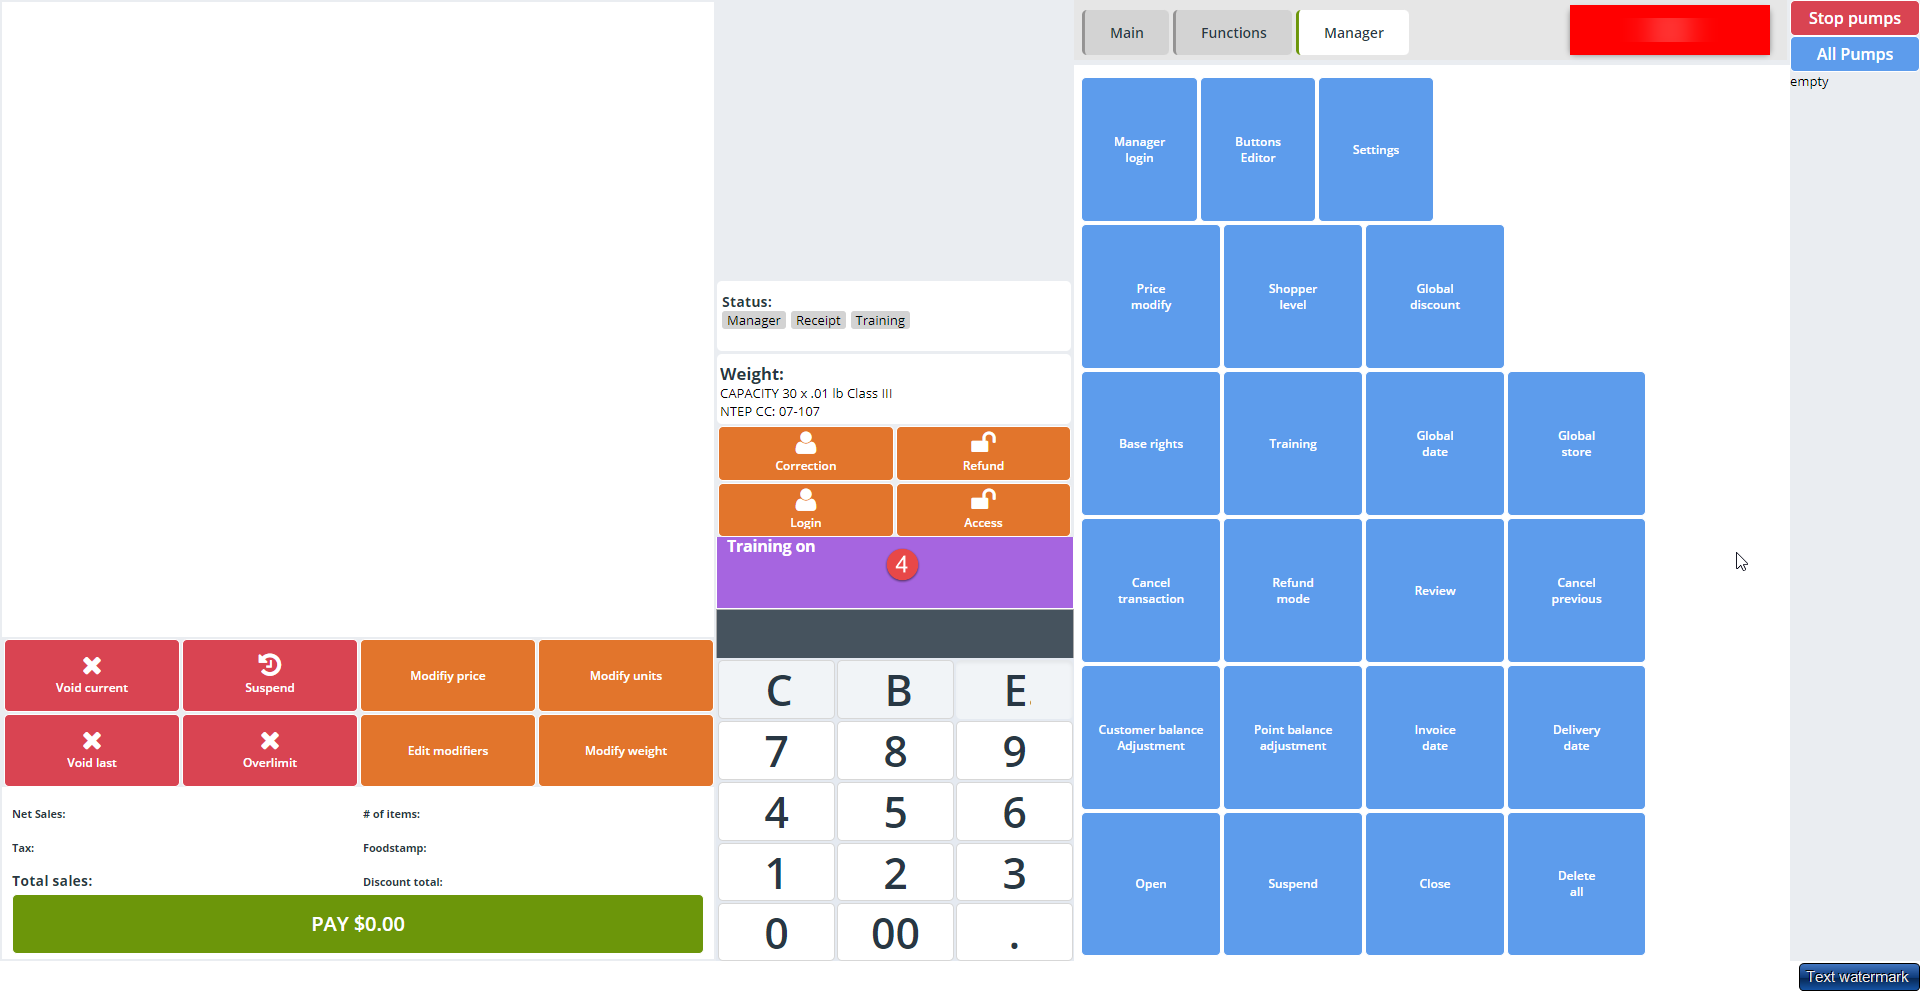 Main
Functions
Manager
Stop pumps
All Pumps
empty
Manager
login
Buttons
Editor
Settings
Price
modify
Shopper
level
Global
discount
Status:
Manager Receipt Training
Weight:
CAPACITY 30 x .01 lb Class III
NTEP CC: 07-107
Correction
Refund
Login
Access
Training on
4
Base rights
Training
Global
date
Global
store
Cancel
transaction
Refund
mode
Review
Cancel
previous
Void current
Suspend
Modifiy price
Modify units
Void last
Overlimit
Edit modifiers
Modify weight
Net Sales:
# of items:
Tax:
Foodstamp:
Total sales:
Discount total:
PAY $0.00
C B E.
7 8 9
4 5 6
1 2 3
0 00 .
Customer balance
Adjustment
Point balance
adjustment
Invoice
date
Delivery
date
Open
Suspend
Close
Delete
all
Text watermark